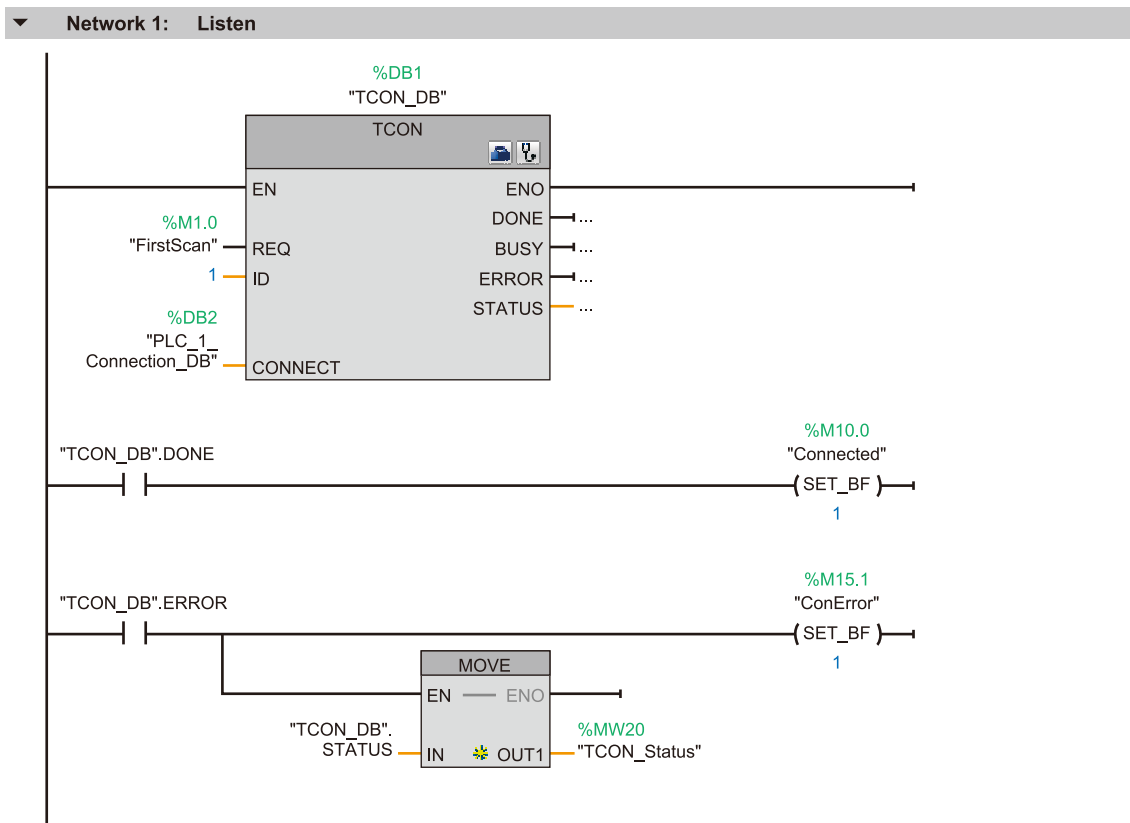 Network 1: Listen
%DB1
"TCON_DB"
TCON
EN ENO
DONE ...
%M1.0
"FirstScan" REQ BUSY ...
1 ID ERROR ...
STATUS ...
%DB2
"PLC_1_
Connection_DB" CONNECT
%M10.0
"TCON_DB".DONE "Connected"
SET_BF
1
%M15.1
"TCON_DB".ERROR "ConError"
SET_BF
1
MOVE
EN ENO
"TCON_DB". %MW20
STATUS IN OUT1 "TCON_Status"